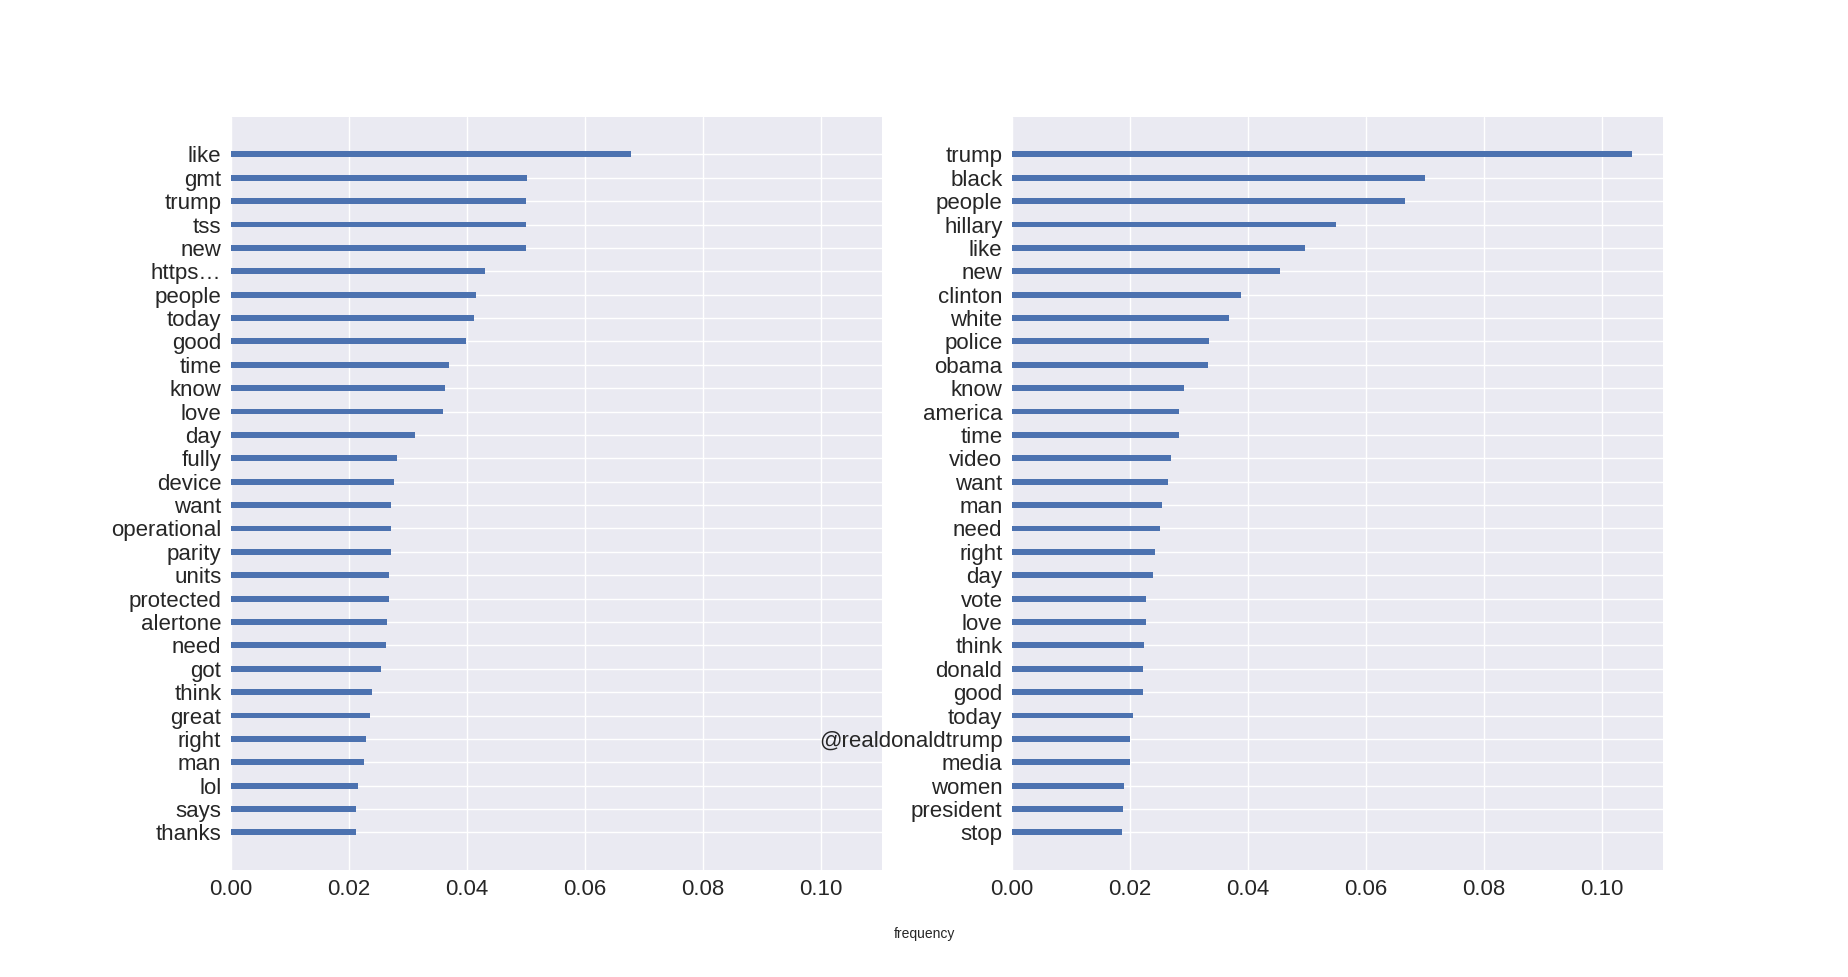 like
gmt
trump
tss
new
https…
people
today
good
time
know
love
day
fully
device
want
operational
parity
units
protected
alertone
need
got
think
great
right
man
lol
says
thanks
0.00 0.02 0.04 0.06 0.08 0.10
trump
black
people
hillary
like
new
clinton
white
police
obama
know
america
time
video
want
man
need
right
day
vote
love
think
donald
good
today
@realdonaldtrump
media
women
president
stop
0.00 0.02 0.04 0.06 0.08 0.10
frequency